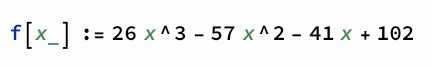 f[x_] := 26 x^3 - 57 x^2 - 41 x + 102